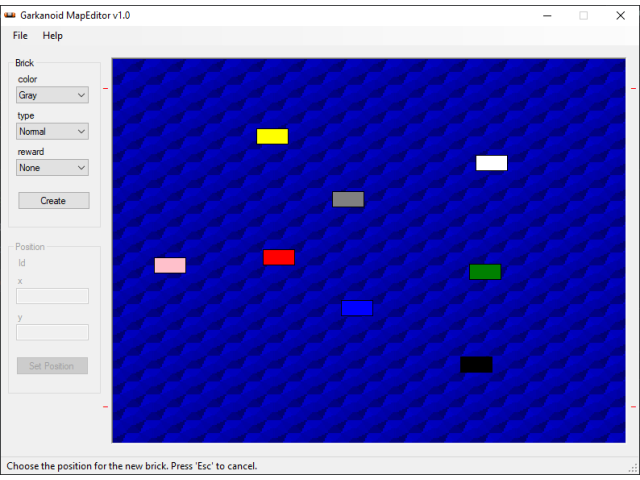 Garkanoid MapEditor v1.0
File Help
Brick
color
Gray
type
Normal
reward
None
Create
Position
Id
x
y
Set Position
Choose the position for the new brick. Press 'Esc' to cancel.